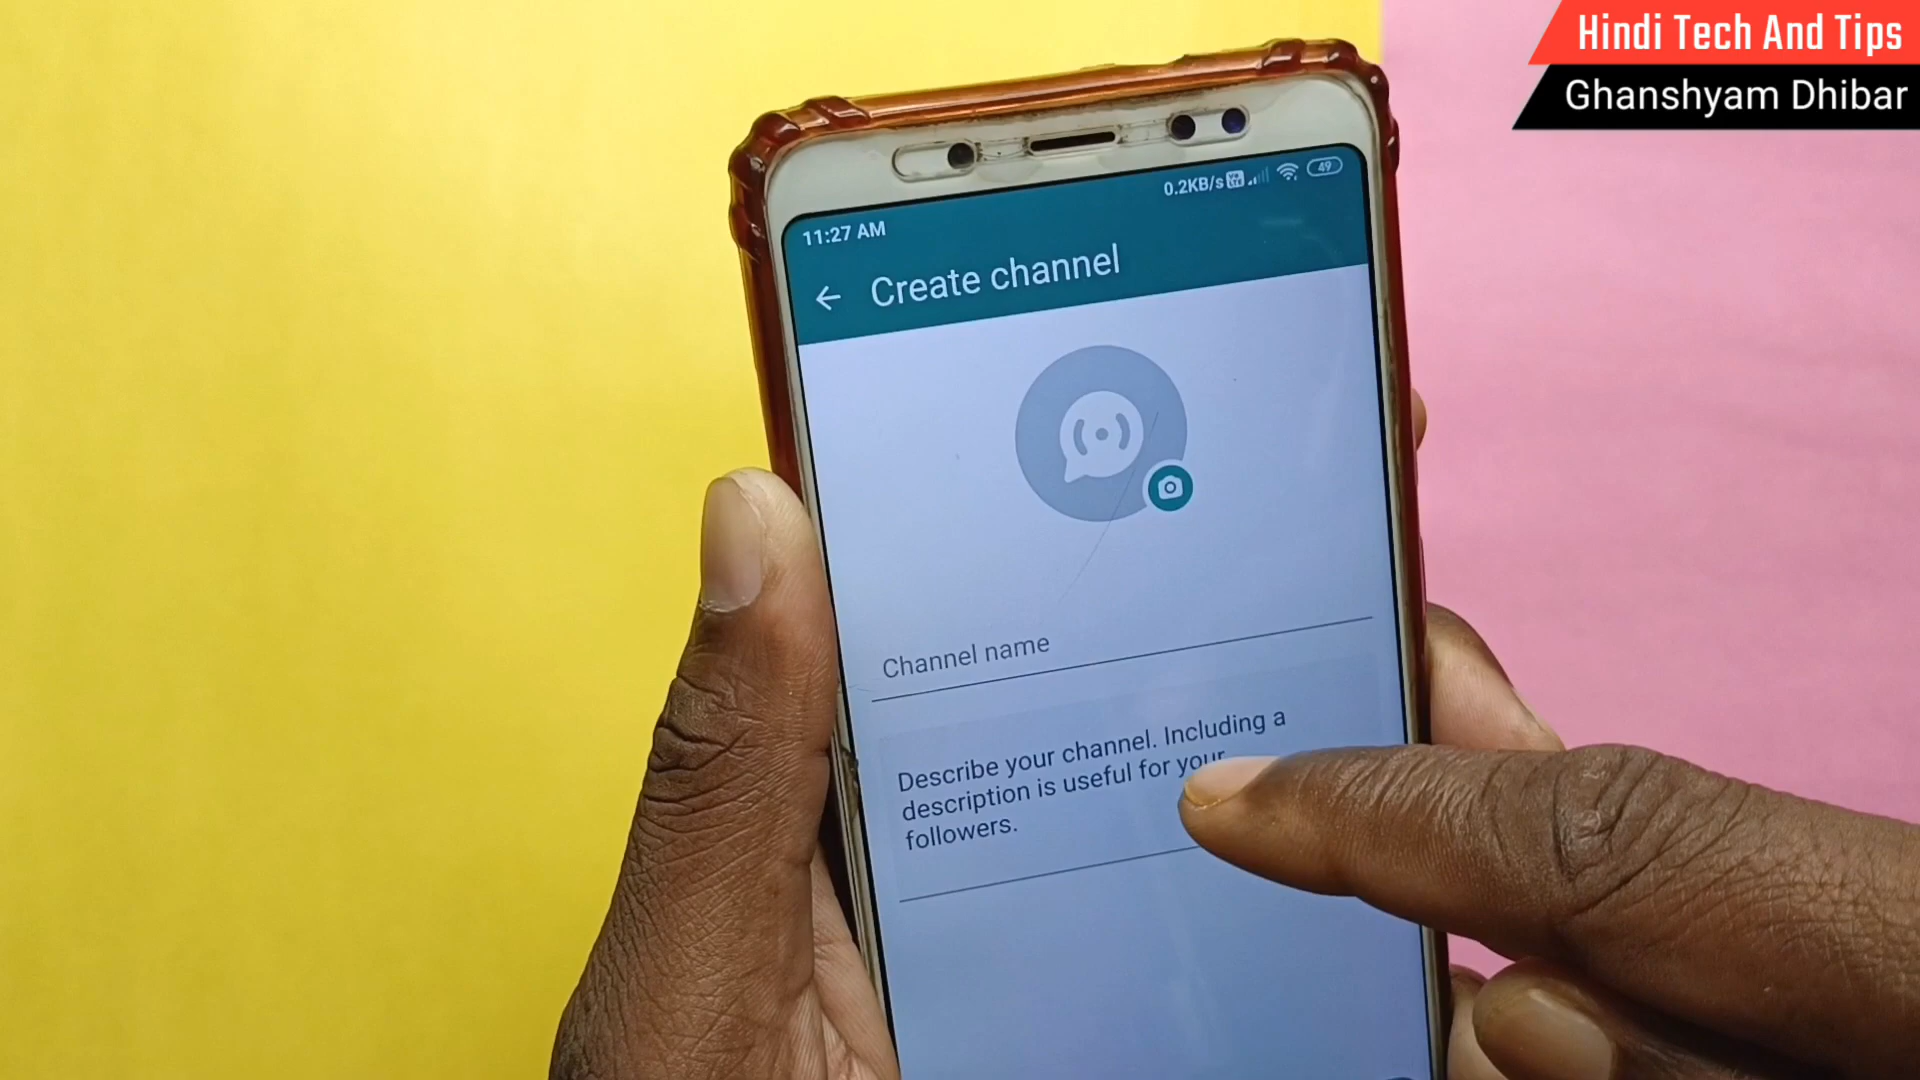 Hindi Tech And Tips
Ghanshyam Dhibar
0.2KB/s 49
11:27 AM
Create channel
Channel name
Describe your channel. Including a
description is useful for your
followers.